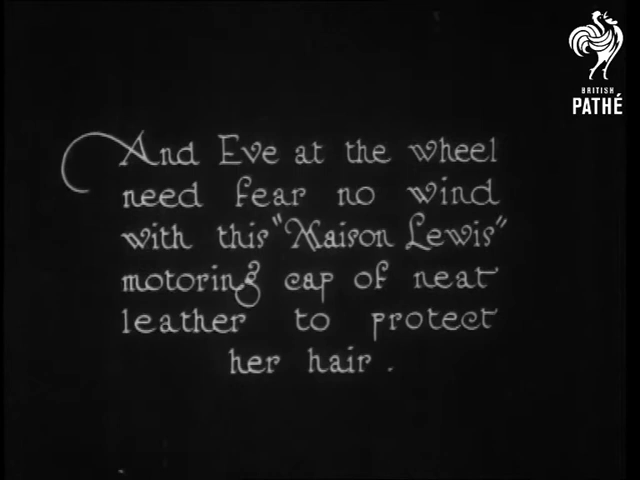 BRITISH
PATHÉ
And Eve at the wheel
need fear no wind
with this "Maison Lewis"
motoring cap of neat
leather to protect
her hair.